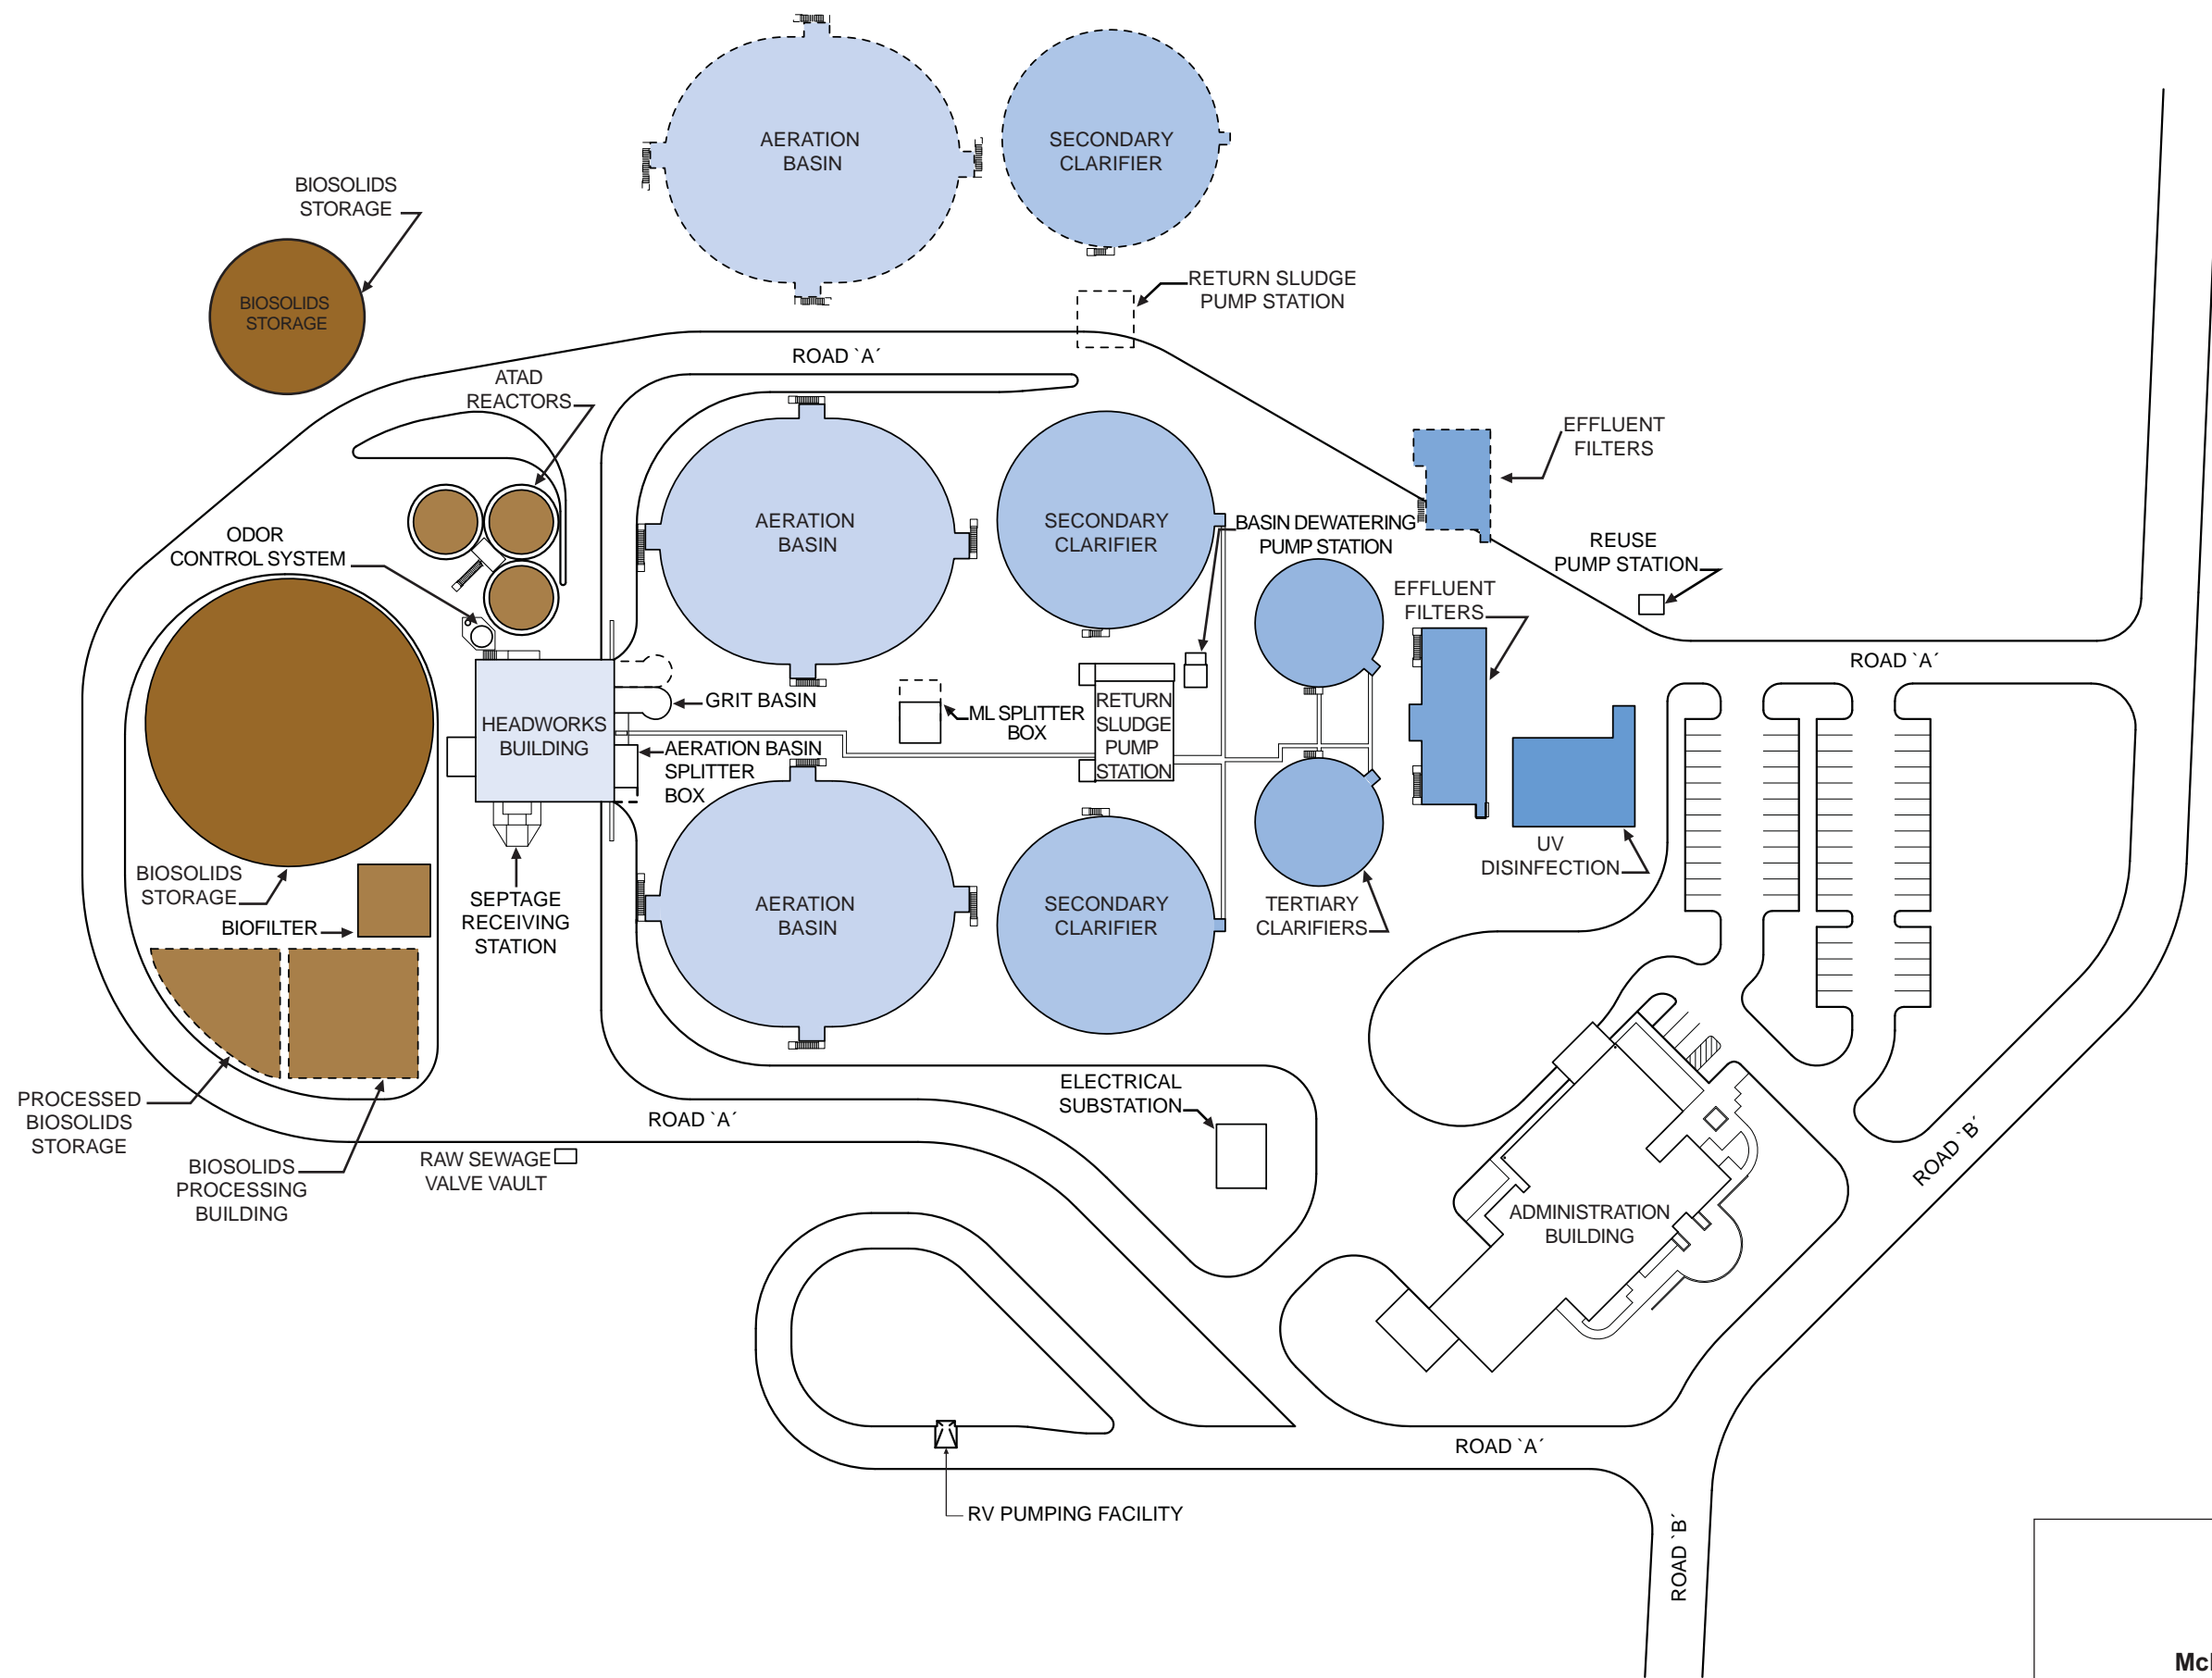 AERATION
BASIN
SECONDARY
CLARIFIER
BIOSOLIDS
STORAGE
BIOSOLIDS
STORAGE
RETURN SLUDGE
PUMP STATION
ROAD `A´
ATAD
REACTORS
EFFLUENT
FILTERS
AERATION
BASIN
SECONDARY
CLARIFIER
BASIN DEWATERING
PUMP STATION
ODOR
CONTROL SYSTEM
REUSE
PUMP STATION
EFFLUENT
FILTERS
ROAD `A´
GRIT BASIN
HEADWORKS
BUILDING
ML SPLITTER
BOX
RETURN
SLUDGE
PUMP
STATION
AERATION BASIN
SPLITTER
BOX
UV
DISINFECTION
BIOSOLIDS
STORAGE
BIOFILTER
SEPTAGE
RECEIVING
STATION
AERATION
BASIN
SECONDARY
CLARIFIER
TERTIARY
CLARIFIERS
PROCESSED
BIOSOLIDS
STORAGE
ROAD `A´
ELECTRICAL
SUBSTATION
BIOSOLIDS
PROCESSING
BUILDING
RAW SEWAGE
VALVE VAULT
ROAD `B´
ADMINISTRATION
BUILDING
ROAD `A´
RV PUMPING FACILITY
ROAD `B´